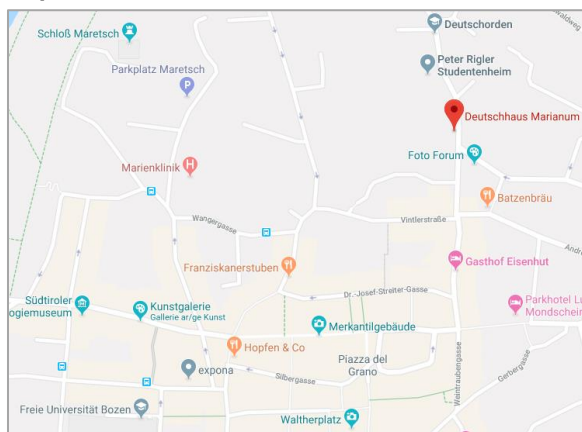 Deutschorden
Schloß Maretsch
Peter Rigler
Studentenheim
Parkplatz Maretsch
P
Deutschhaus Marianum
Foto Forum
Marienklinik
H
Batzenbräu
Wangergasse
Vintlerstraße
Andre
Franziskanerstuben
Gasthof Eisenhut
Dr.-Josef-Streiter-Gasse
Südtiroler
ogiemuseum
Kunstgalerie
Gallerie ar/ge Kunst
Parkhotel Lu
Mondschein
Merkantilgebäude
Hopfen & Co
Piazza del
Grano
Weintraubengasse
Gerbergasse
expona
Silbergasse
Freie Universität Bozen
Waltherplatz